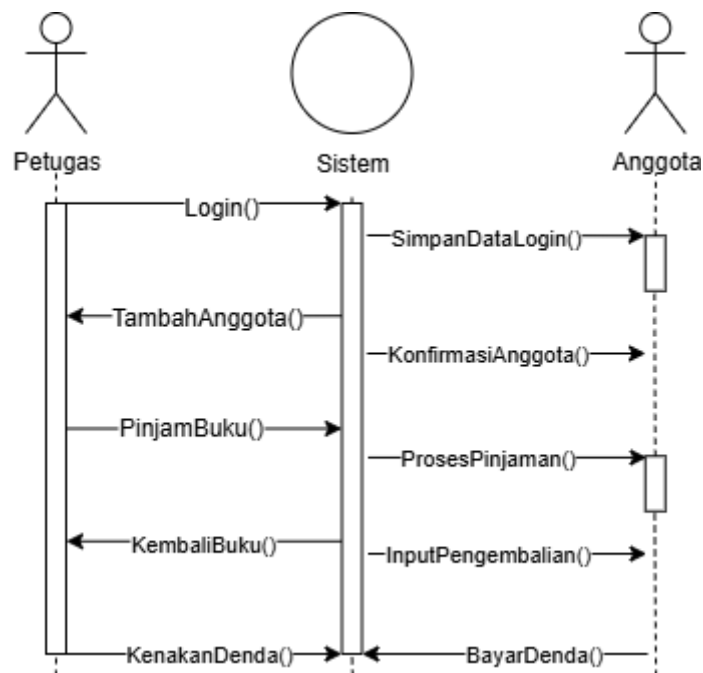 Petugas
Sistem
Anggota
Login()
SimpanDataLogin()
TambahAnggota()
KonfirmasiAnggota()
PinjamBuku()
ProsesPinjaman()
KembaliBuku()
InputPengembalian()
KenakanDenda()
BayarDenda()